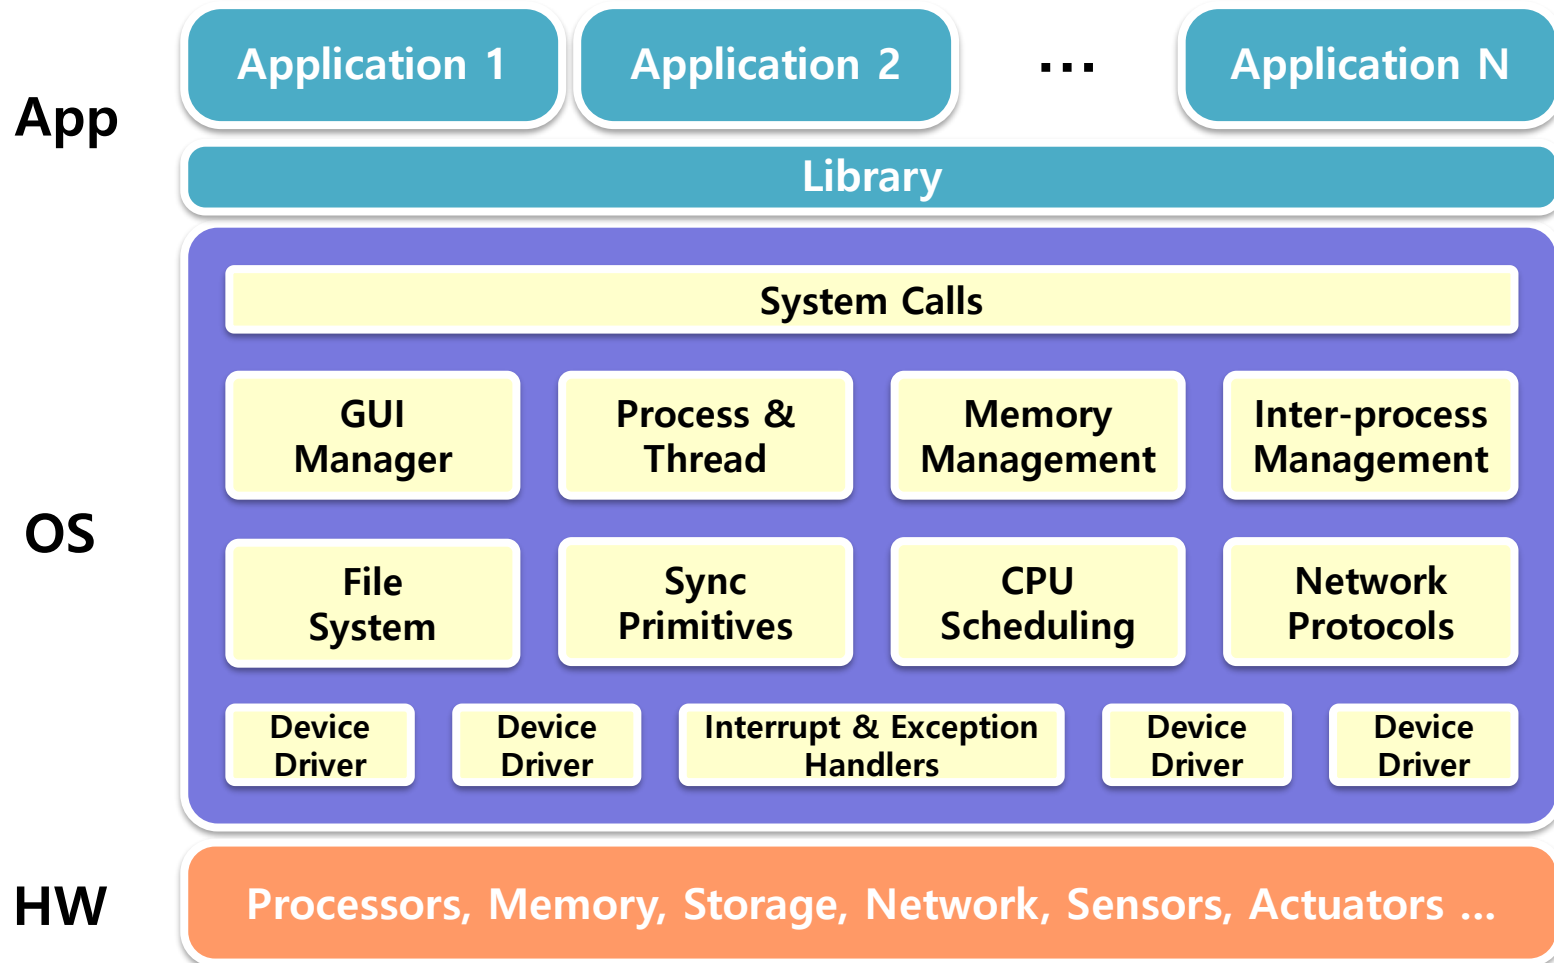 App
Application 1
Application 2
...
Application N
Library
OS
System Calls
GUI
Manager
Process &
Thread
Memory
Management
Inter-process
Management
File
System
Sync
Primitives
CPU
Scheduling
Network
Protocols
Device
Driver
Device
Driver
Interrupt & Exception
Handlers
Device
Driver
Device
Driver
HW
Processors, Memory, Storage, Network, Sensors, Actuators ...